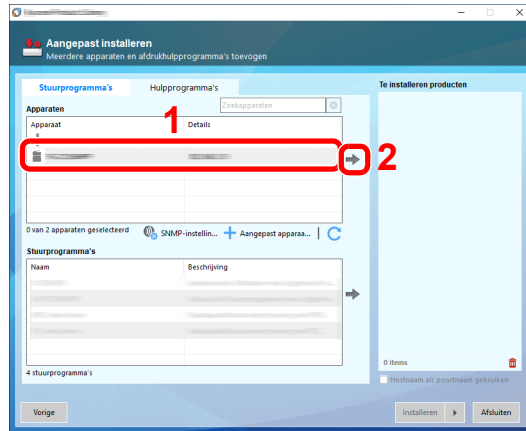 Aangepast installeren
Meerdere apparaten en afdrukhulpprogramma's toevogen
Stuurprogramma's
Hulpprogramma's
Te installeren producten
Apparaten
Zoekapparaten
1
Apparaat
Details
2
0 van 2 apparaten geselecteerd
SNMP-instellin...
Aangepast apparaa...
Stuurprogramma's
Naam
Beschrijving
0 items
4 stuurprogramma's
Hostnaam als poortnaam gebruiken
Vorige
Installeren
Afsluiten